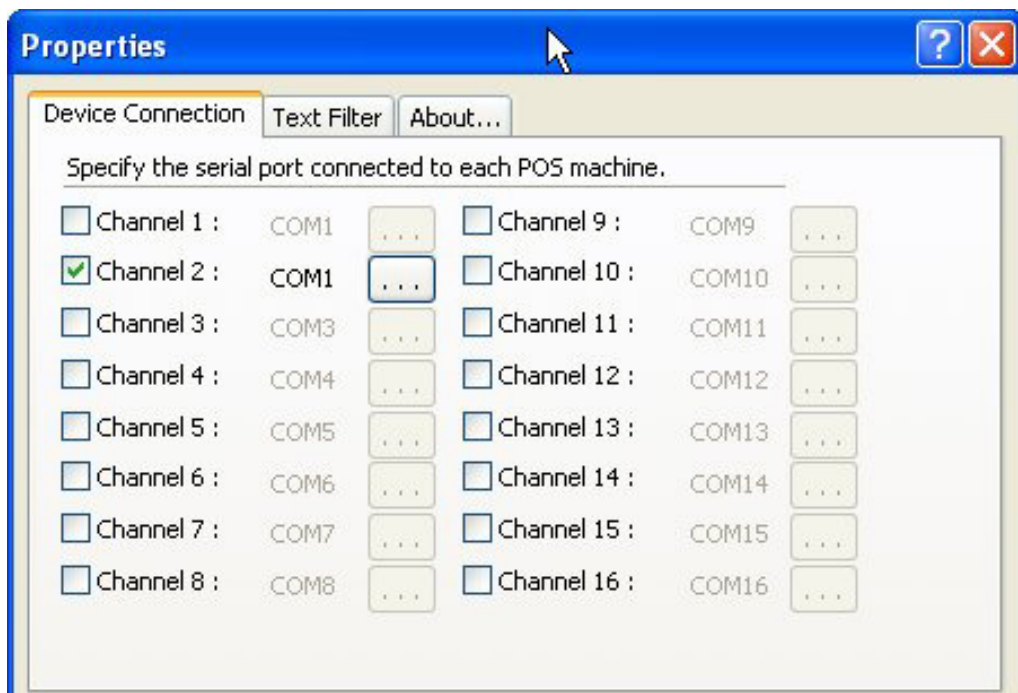 Properties
Device Connection Text Filter About...
Specify the serial port connected to each POS machine.
Channel 1 : COM1 ... Channel 9 : COM9 ...
Channel 2 : COM1 ... Channel 10 : COM10 ...
Channel 3 : COM3 ... Channel 11 : COM11 ...
Channel 4 : COM4 ... Channel 12 : COM12 ...
Channel 5 : COM5 ... Channel 13 : COM13 ...
Channel 6 : COM6 ... Channel 14 : COM14 ...
Channel 7 : COM7 ... Channel 15 : COM15 ...
Channel 8 : COM8 ... Channel 16 : COM16 ...